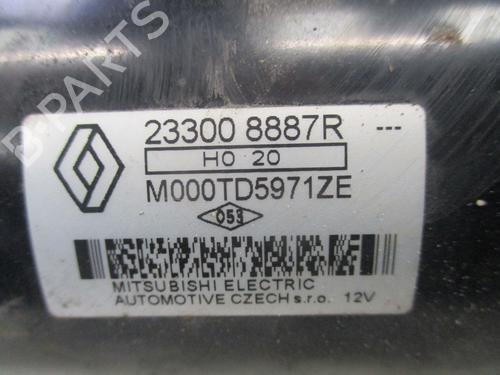 B-PARTS
23300 8887R ---
H0 20
M000TD5971ZE
053
MITSUBISHI ELECTRIC
AUTOMOTIVE CZECH s.r.o. 12V